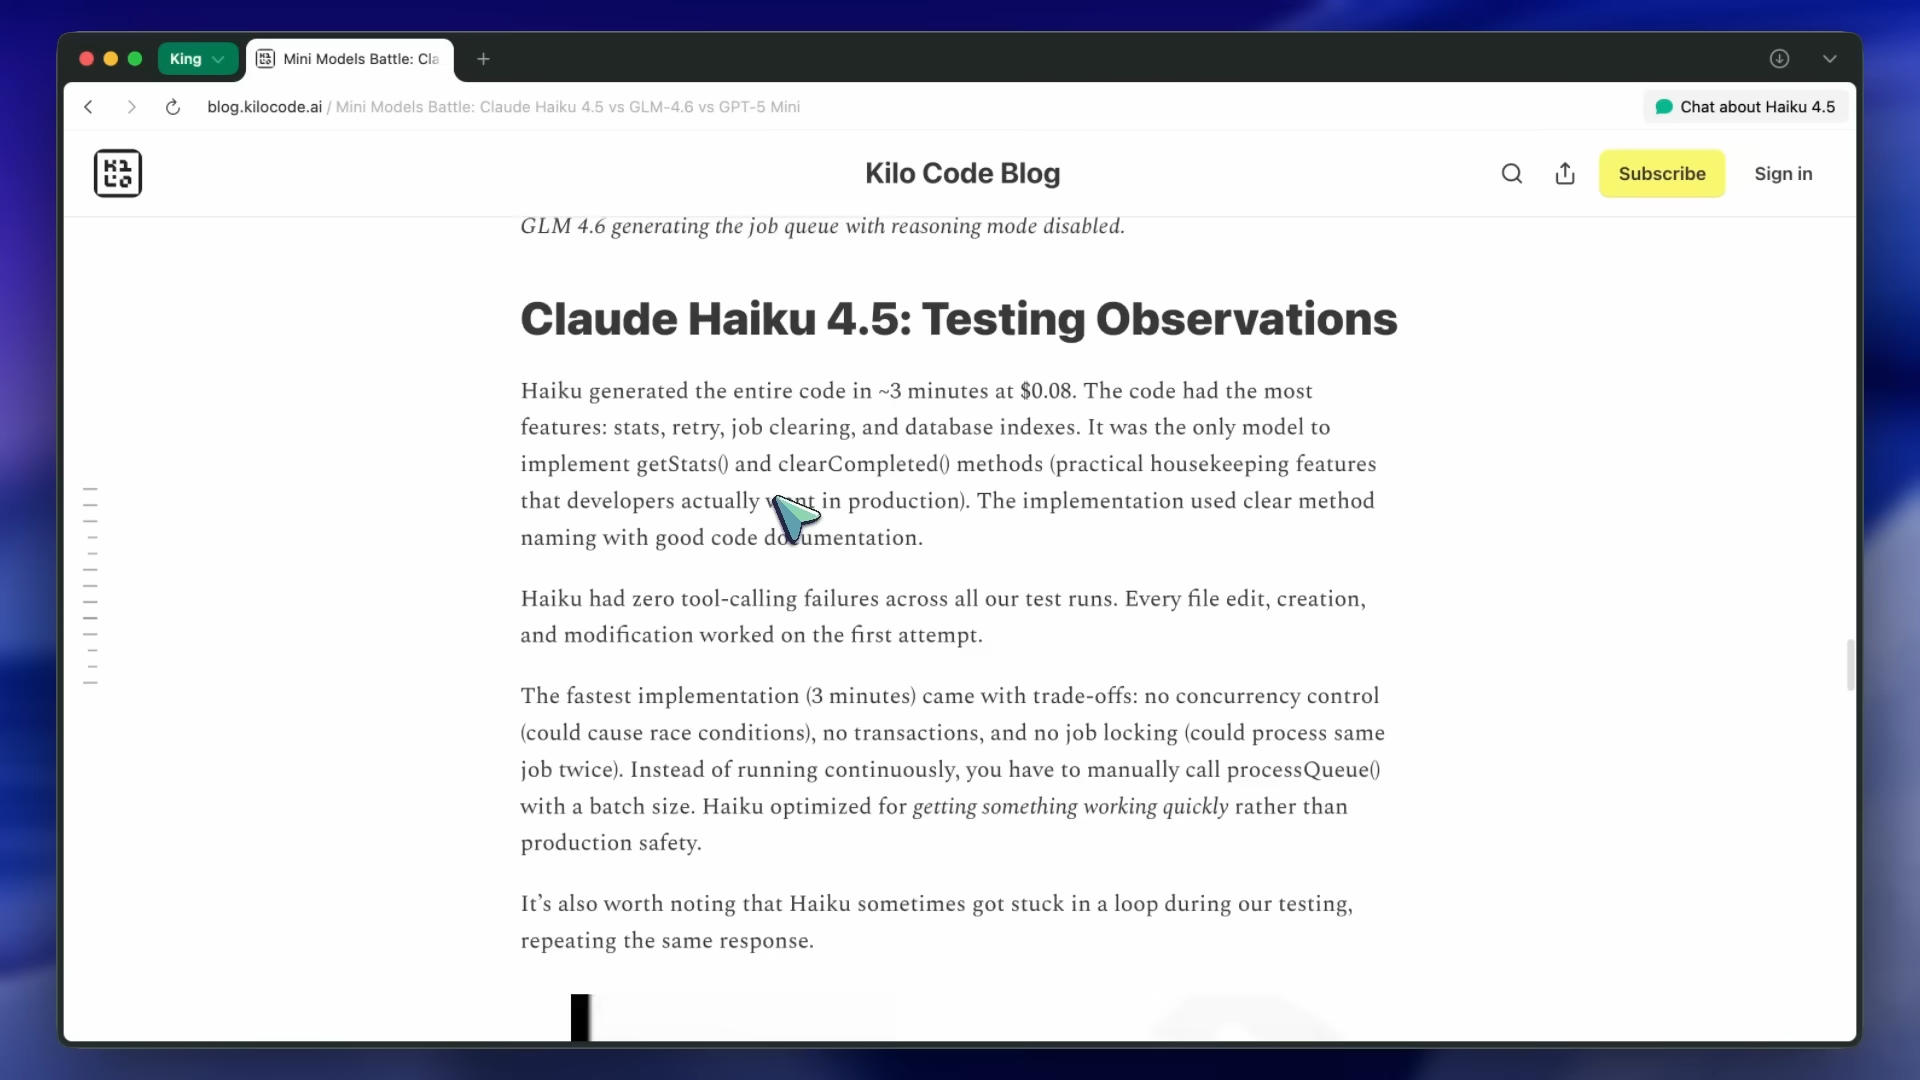 King
Mini Models Battle: Cla
blog.kilocode.ai / Mini Models Battle: Claude Haiku 4.5 vs GLM-4.6 vs GPT-5 Mini
Chat about Haiku 4.5
Kilo Code Blog
Subscribe
Sign in
GLM 4.6 generating the job queue with reasoning mode disabled.
Claude Haiku 4.5: Testing Observations
Haiku generated the entire code in ~3 minutes at $0.08. The code had the most
features: stats, retry, job clearing, and database indexes. It was the only model to
implement getStats() and clearCompleted() methods (practical housekeeping features
that developers actually want in production). The implementation used clear method
naming with good code documentation.
Haiku had zero tool-calling failures across all our test runs. Every file edit, creation,
and modification worked on the first attempt.
The fastest implementation (3 minutes) came with trade-offs: no concurrency control
(could cause race conditions), no transactions, and no job locking (could process same
job twice). Instead of running continuously, you have to manually call processQueue()
with a batch size. Haiku optimized for getting something working quickly rather than
production safety.
It's also worth noting that Haiku sometimes got stuck in a loop during our testing,
repeating the same response.